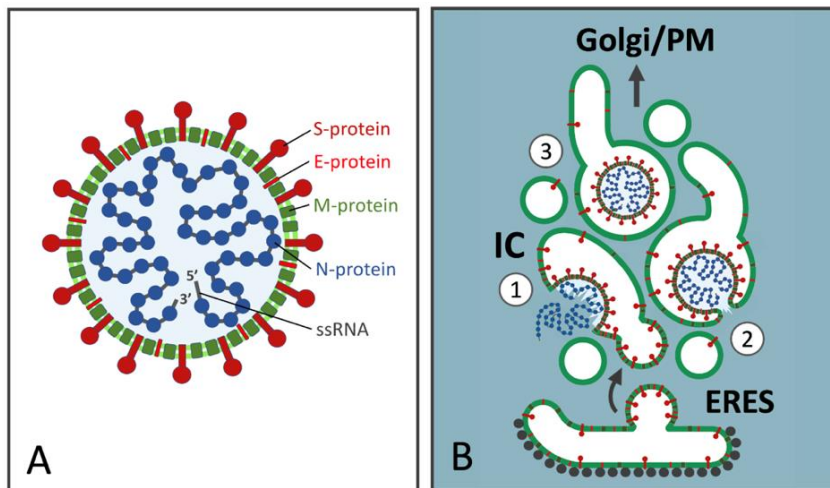 S-protein
E-protein
M-protein
N-protein
5’
3’
ssRNA
A
Golgi/PM
3
IC
1
2
ERES
B